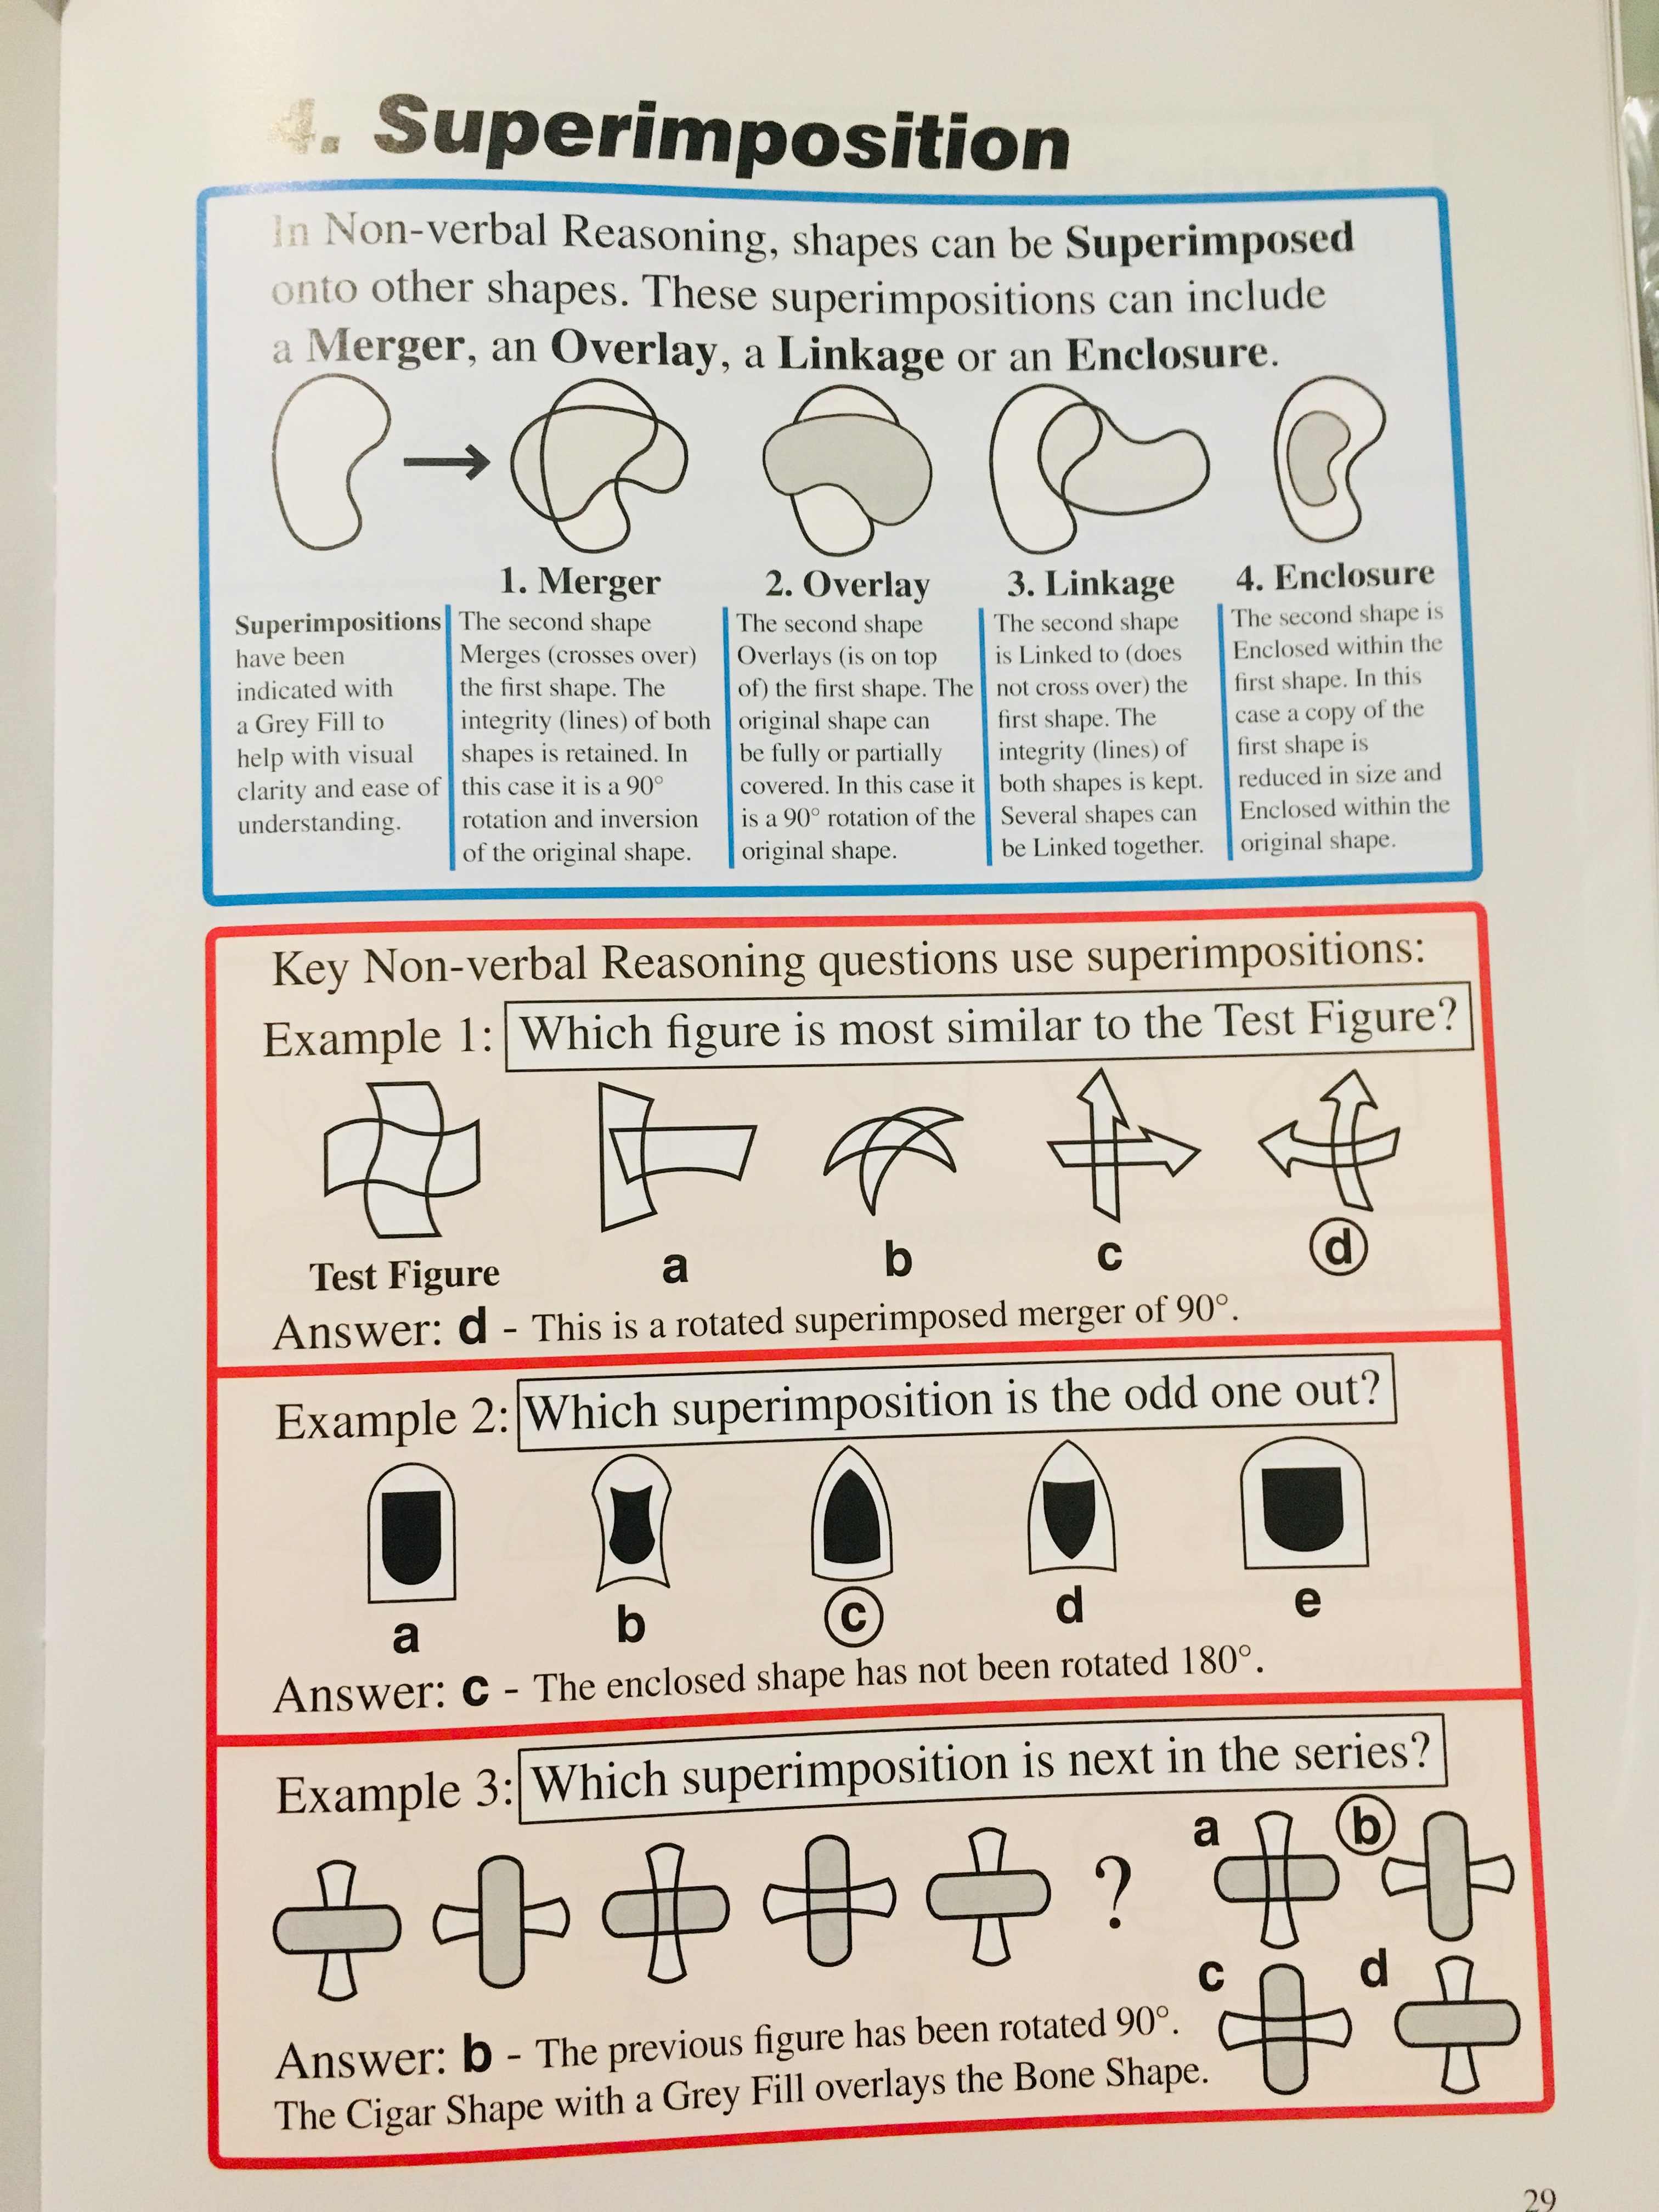 4. Superimposition
In Non-verbal Reasoning, shapes can be Superimposed
onto other shapes. These superimpositions can include
a Merger, an Overlay, a Linkage or an Enclosure.
1. Merger
2. Overlay
3. Linkage
4. Enclosure
Superimpositions
have been
indicated with
a Grey Fill to
help with visual
clarity and ease of
understanding.
The second shape
Merges (crosses over)
the first shape. The
integrity (lines) of both
shapes is retained. In
this case it is a 90°
rotation and inversion
of the original shape.
The second shape
Overlays (is on top
of) the first shape. The
original shape can
be fully or partially
covered. In this case it
is a 90° rotation of the
original shape.
The second shape
is Linked to (does
not cross over) the
first shape. The
integrity (lines) of
both shapes is kept.
Several shapes can
be Linked together.
The second shape is
Enclosed within the
first shape. In this
case a copy of the
first shape is
reduced in size and
Enclosed within the
original shape.
Key Non-verbal Reasoning questions use superimpositions:
Example 1: Which figure is most similar to the Test Figure?
Test Figure
a
b
c
d
Answer: d - This is a rotated superimposed merger of 90°.
Example 2: Which superimposition is the odd one out?
a
b
c
d
e
Answer: c - The enclosed shape has not been rotated 180°.
Example 3: Which superimposition is next in the series?
?
a
b
c
d
Answer: b - The previous figure has been rotated 90°.
The Cigar Shape with a Grey Fill overlays the Bone Shape.
29